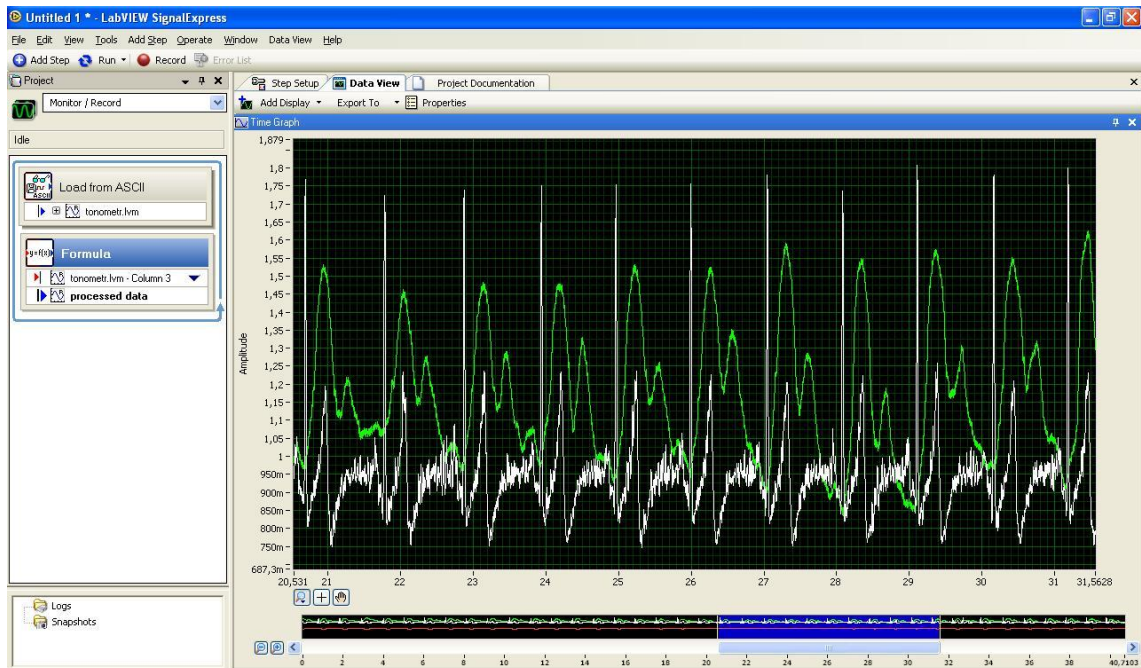 Untitled 1 * - LabVIEW SignalExpress
File Edit View Tools Add Step Operate Window Data View Help
Add Step Run Record Error List
Project
Step Setup Data View Project Documentation
Monitor / Record
Add Display Export To Properties
Time Graph
Idle
Load from ASCII
tonometr.lvm
y=f(x)
Formula
tonometr.lvm - Column 3
processed data
Logs
Snapshots
Amplitude
1,879
1,8
1,75
1,7
1,65
1,6
1,55
1,5
1,45
1,4
1,35
1,3
1,25
1,2
1,15
1,1
1,05
1
950m
900m
850m
800m
750m
687,3m
20,531 21 22 23 24 25 26 27 28 29 30 31 31,5628
0 2 4 6 8 10 12 14 16 18 20 22 24 26 28 30 32 34 36 38